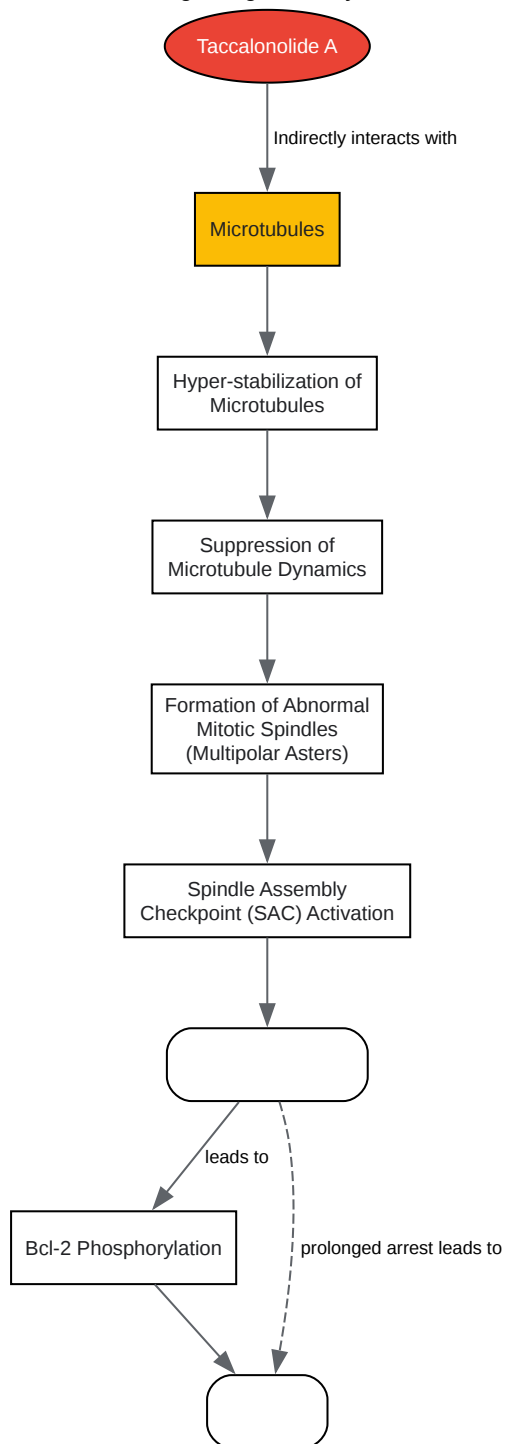 Taccalonolide A
Indirectly interacts with
Microtubules
Hyper-stabilization of
Microtubules
Suppression of
Microtubule Dynamics
Formation of Abnormal
Mitotic Spindles
(Multipolar Asters)
Spindle Assembly
Checkpoint (SAC) Activation
leads to
Bcl-2 Phosphorylation
prolonged arrest leads to